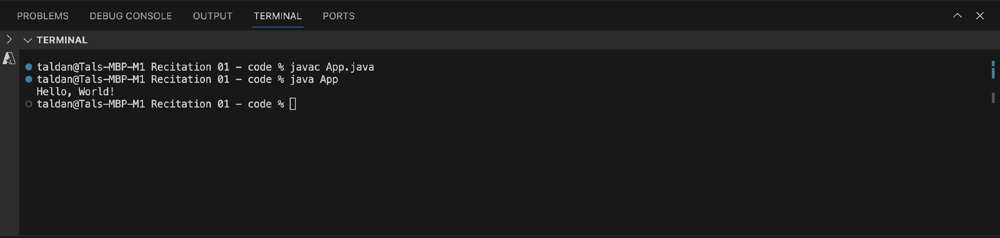 PROBLEMS DEBUG CONSOLE OUTPUT TERMINAL PORTS
TERMINAL
taldan@Tals-MBP-M1 Recitation 01 - code % javac App.java
taldan@Tals-MBP-M1 Recitation 01 - code % java App
Hello, World!
taldan@Tals-MBP-M1 Recitation 01 - code %